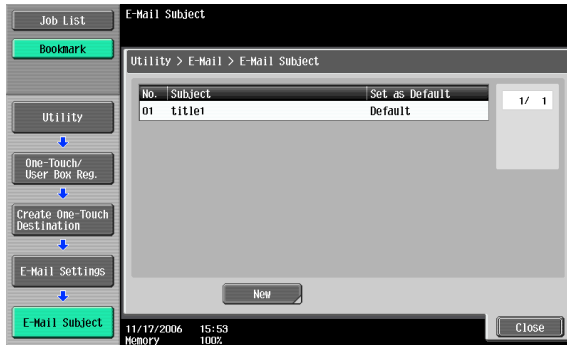 Job List
Bookmark
Utility
One-Touch/
User Box Reg.
Create One-Touch
Destination
E-Mail Settings
E-Mail Subject
E-Mail Subject
Utility > E-Mail > E-Mail Subject
No. Subject Set as Default
01 title1 Default
1/ 1
New
11/17/2006 15:53
Memory 100%
Close